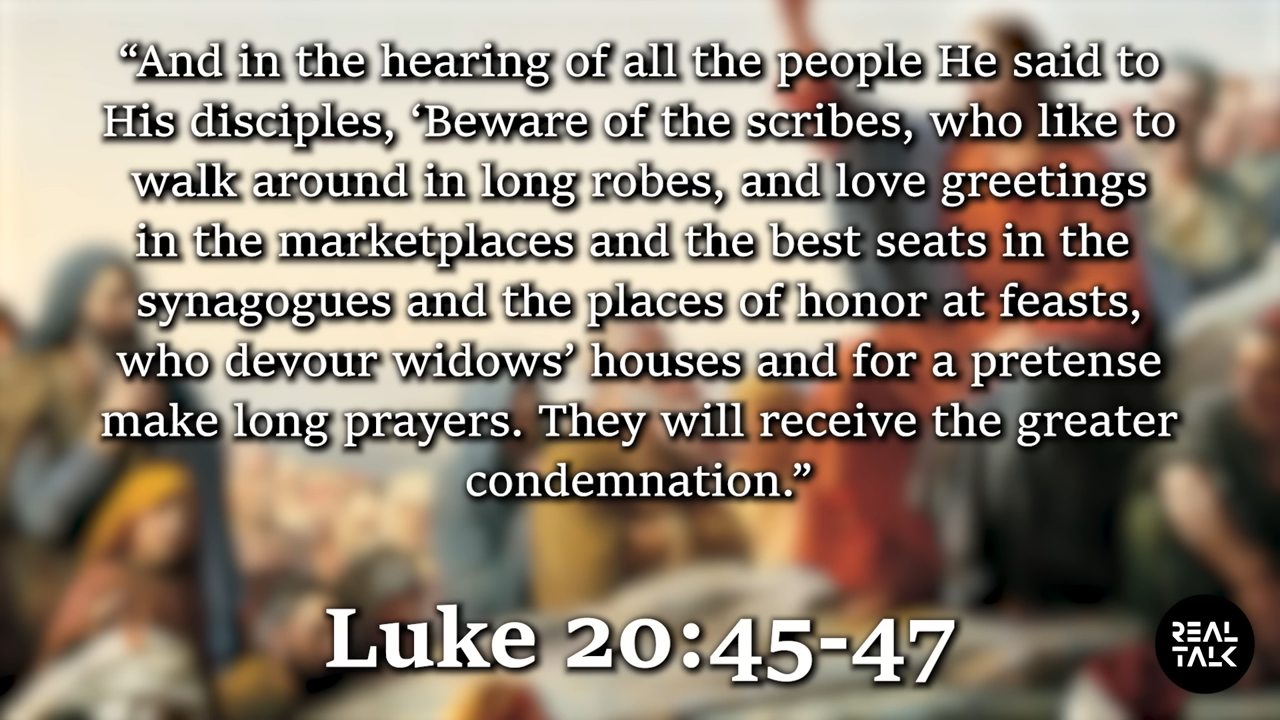 “And in the hearing of all the people He said to
His disciples, ‘Beware of the scribes, who like to
walk around in long robes, and love greetings
in the marketplaces and the best seats in the
synagogues and the places of honor at feasts,
who devour widows’ houses and for a pretense
make long prayers. They will receive the greater
condemnation.”
Luke 20:45-47
REAL
TALK